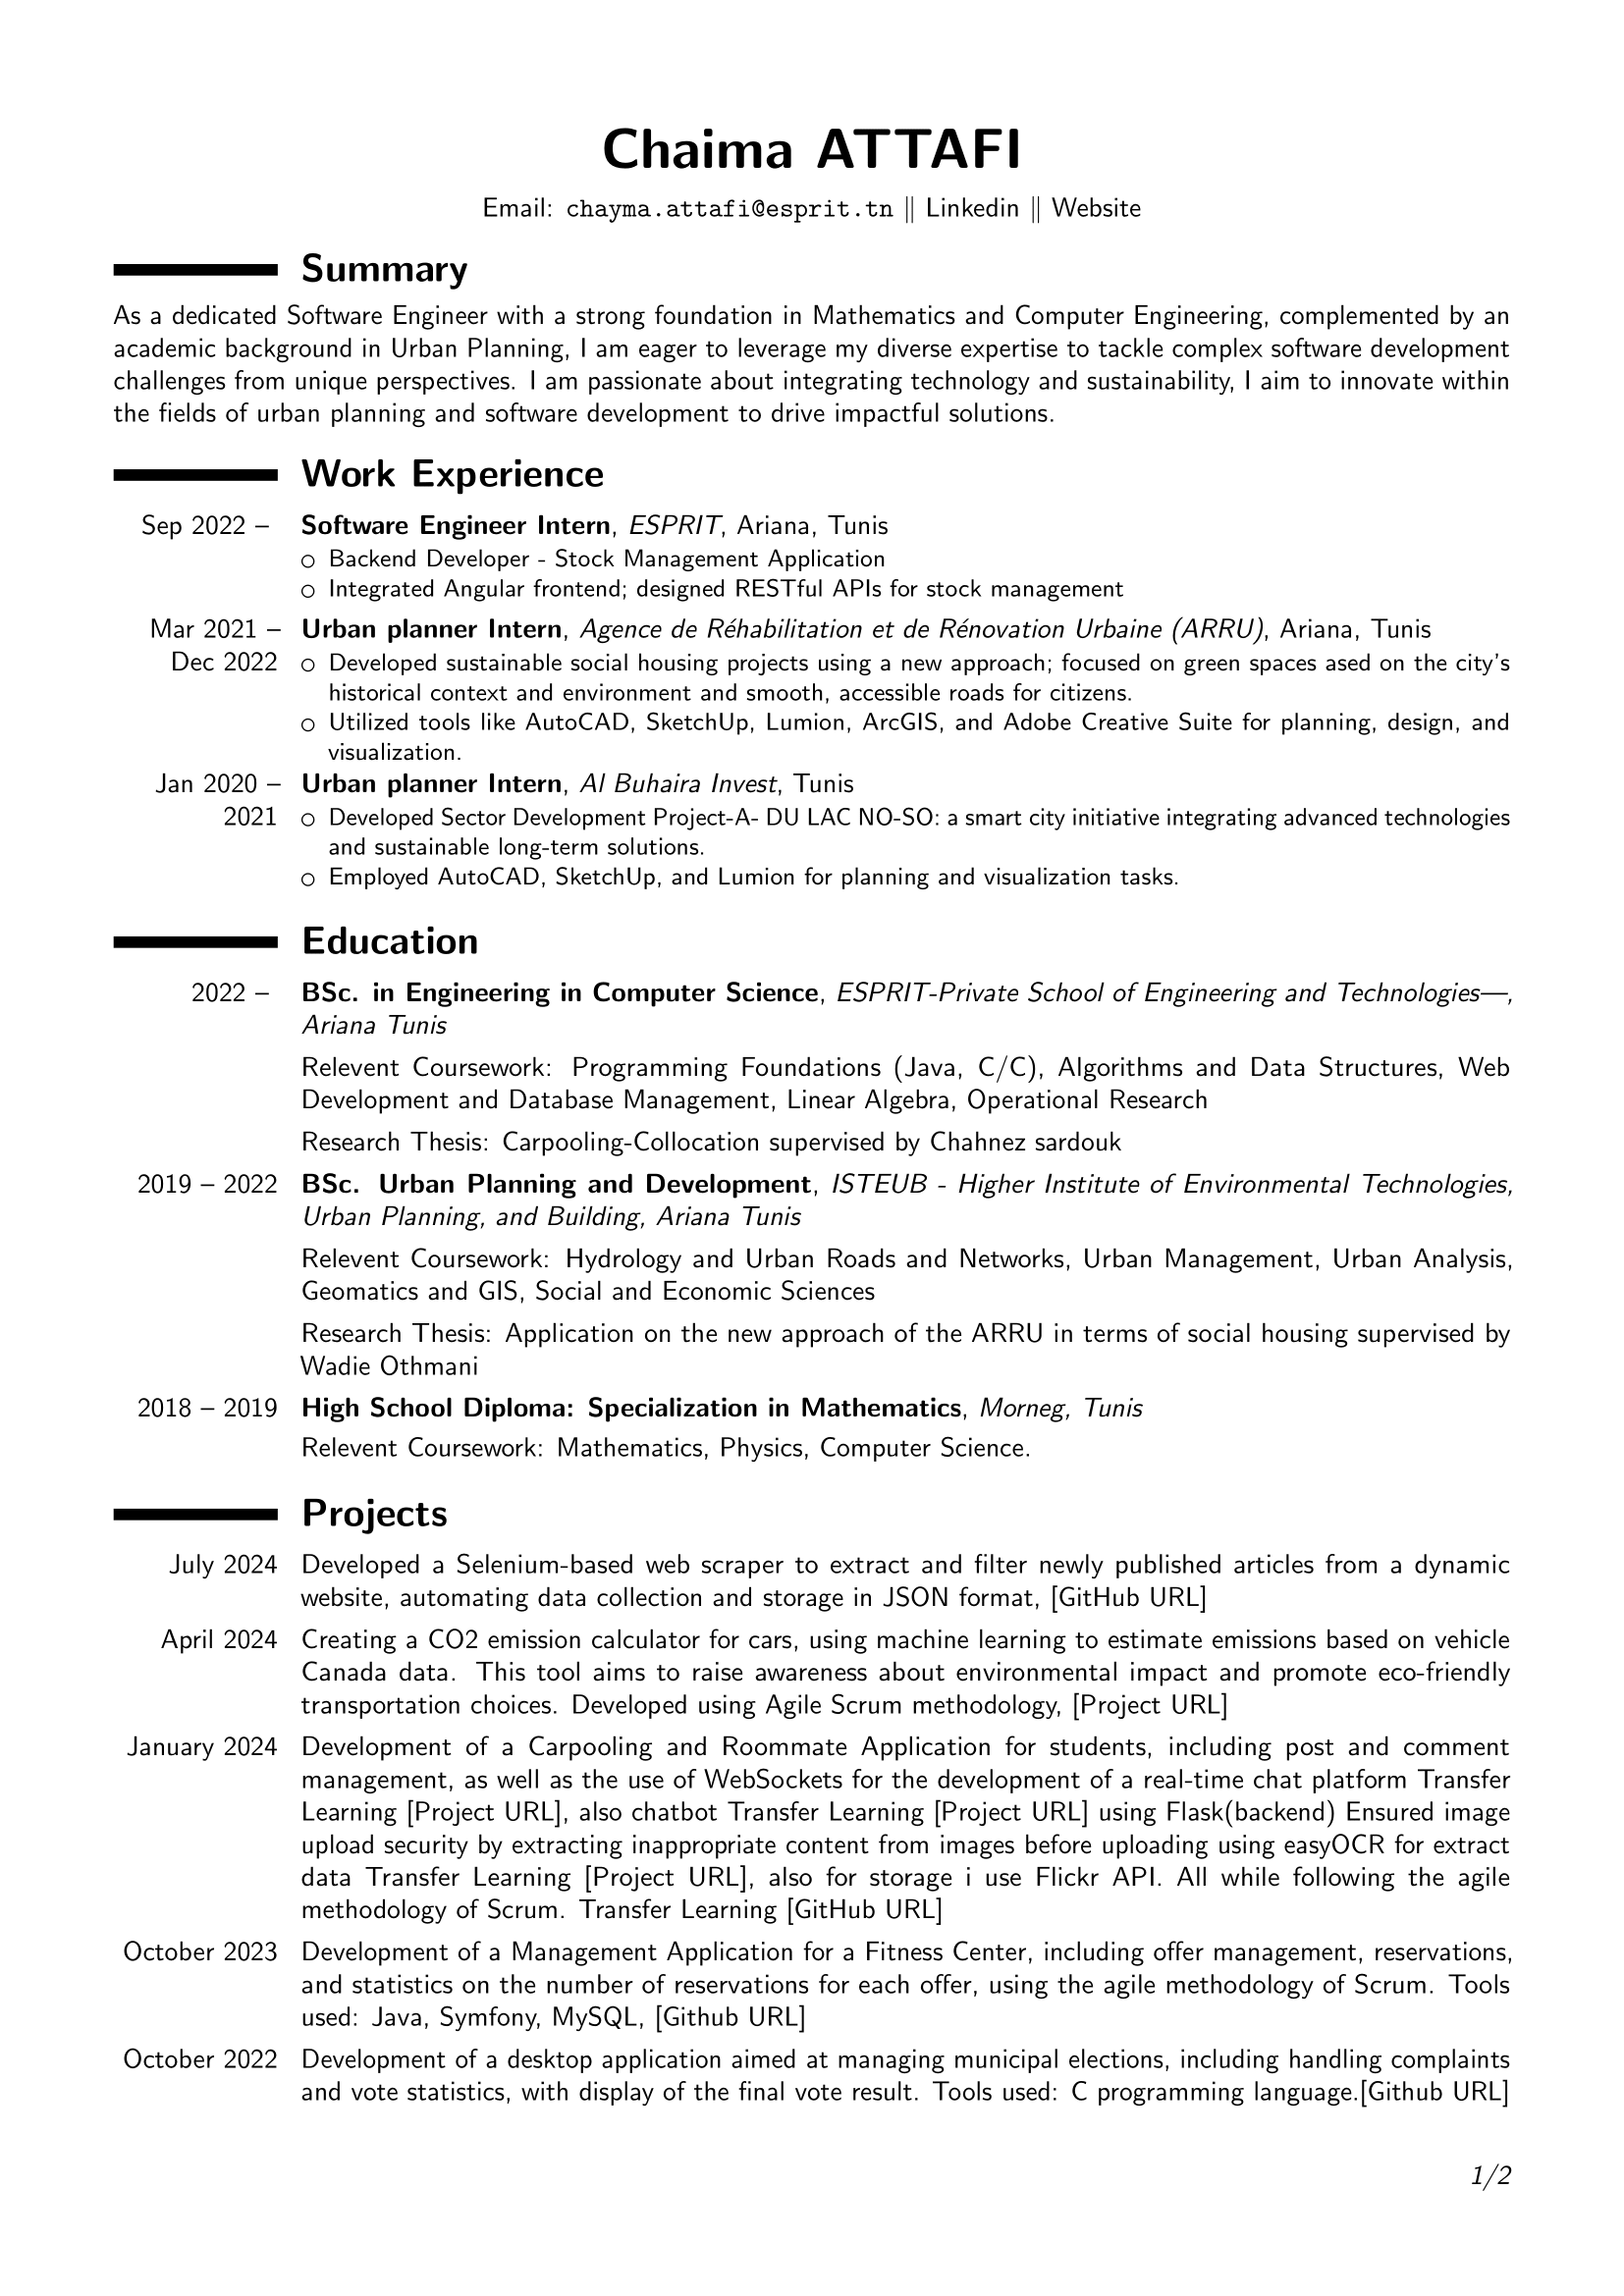 Chaima ATTAFI
Email: chayma.attafi@esprit.tn || Linkedin || Website
Summary
As a dedicated Software Engineer with a strong foundation in Mathematics and Computer Engineering, complemented by an
academic background in Urban Planning, I am eager to leverage my diverse expertise to tackle complex software development
challenges from unique perspectives. I am passionate about integrating technology and sustainability, I aim to innovate within
the fields of urban planning and software development to drive impactful solutions.
Work Experience
Sep 2022 – Software Engineer Intern, ESPRIT, Ariana, Tunis
○ Backend Developer - Stock Management Application
○ Integrated Angular frontend; designed RESTful APIs for stock management
Mar 2021 – Urban planner Intern, Agence de Réhabilitation et de Rénovation Urbaine (ARRU), Ariana, Tunis
Dec 2022 ○ Developed sustainable social housing projects using a new approach; focused on green spaces ased on the city's
historical context and environment and smooth, accessible roads for citizens.
○ Utilized tools like AutoCAD, SketchUp, Lumion, ArcGIS, and Adobe Creative Suite for planning, design, and
visualization.
Jan 2020 – Urban planner Intern, Al Buhaira Invest, Tunis
2021 ○ Developed Sector Development Project-A- DU LAC NO-SO: a smart city initiative integrating advanced technologies
and sustainable long-term solutions.
○ Employed AutoCAD, SketchUp, and Lumion for planning and visualization tasks.
Education
2022 – BSc. in Engineering in Computer Science, ESPRIT-Private School of Engineering and Technologies—,
Ariana Tunis
Relevent Coursework: Programming Foundations (Java, C/C), Algorithms and Data Structures, Web
Development and Database Management, Linear Algebra, Operational Research
Research Thesis: Carpooling-Collocation supervised by Chahnez sardouk
2019 – 2022 BSc. Urban Planning and Development, ISTEUB - Higher Institute of Environmental Technologies,
Urban Planning, and Building, Ariana Tunis
Relevent Coursework: Hydrology and Urban Roads and Networks, Urban Management, Urban Analysis,
Geomatics and GIS, Social and Economic Sciences
Research Thesis: Application on the new approach of the ARRU in terms of social housing supervised by
Wadie Othmani
2018 – 2019 High School Diploma: Specialization in Mathematics, Morneg, Tunis
Relevent Coursework: Mathematics, Physics, Computer Science.
Projects
July 2024 Developed a Selenium-based web scraper to extract and filter newly published articles from a dynamic
website, automating data collection and storage in JSON format, [GitHub URL]
April 2024 Creating a CO2 emission calculator for cars, using machine learning to estimate emissions based on vehicle
Canada data. This tool aims to raise awareness about environmental impact and promote eco-friendly
transportation choices. Developed using Agile Scrum methodology, [Project URL]
January 2024 Development of a Carpooling and Roommate Application for students, including post and comment
management, as well as the use of WebSockets for the development of a real-time chat platform Transfer
Learning [Project URL], also chatbot Transfer Learning [Project URL] using Flask(backend) Ensured image
upload security by extracting inappropriate content from images before uploading using easyOCR for extract
data Transfer Learning [Project URL], also for storage i use Flickr API. All while following the agile
methodology of Scrum. Transfer Learning [GitHub URL]
October 2023 Development of a Management Application for a Fitness Center, including offer management, reservations,
and statistics on the number of reservations for each offer, using the agile methodology of Scrum. Tools
used: Java, Symfony, MySQL, [Github URL]
October 2022 Development of a desktop application aimed at managing municipal elections, including handling complaints
and vote statistics, with display of the final vote result. Tools used: C programming language.[Github URL]
1/2